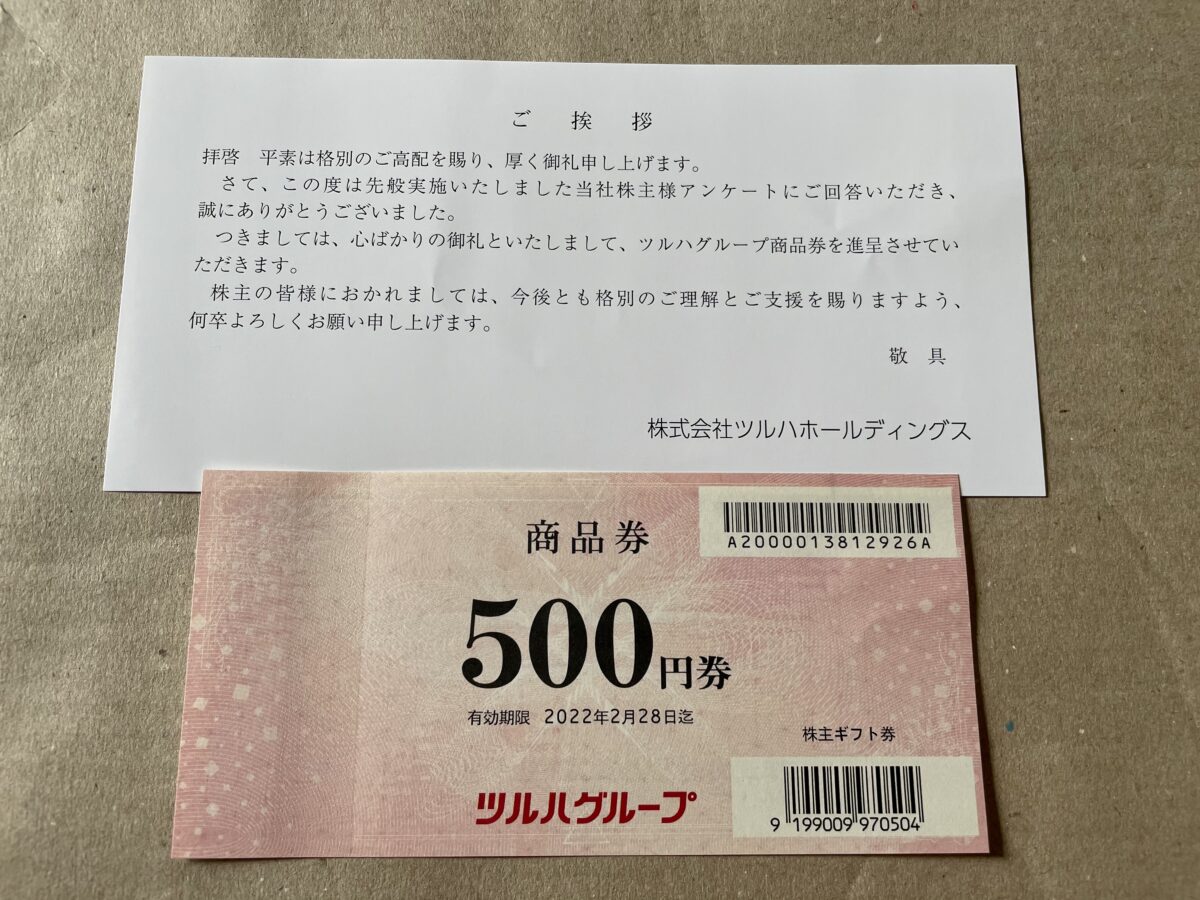 ご挨拶
拝啓　平素は格別のご高配を賜り、厚く御礼申し上げます。
さて、この度は先般実施いたしました当社株主様アンケートにご回答いただき、
誠にありがとうございました。
つきましては、心ばかりの御礼といたしまして、ツルハグループ商品券を進呈させてい
ただきます。
株主の皆様におかれましては、今後とも格別のご理解とご支援を賜りますよう、
何卒よろしくお願い申し上げます。
敬具
株式会社ツルハホールディングス
商品券
A20000013812926A
500円券
有効期限 2022年2月28日迄
株主ギフト券
ツルハグループ
9 199009 970504